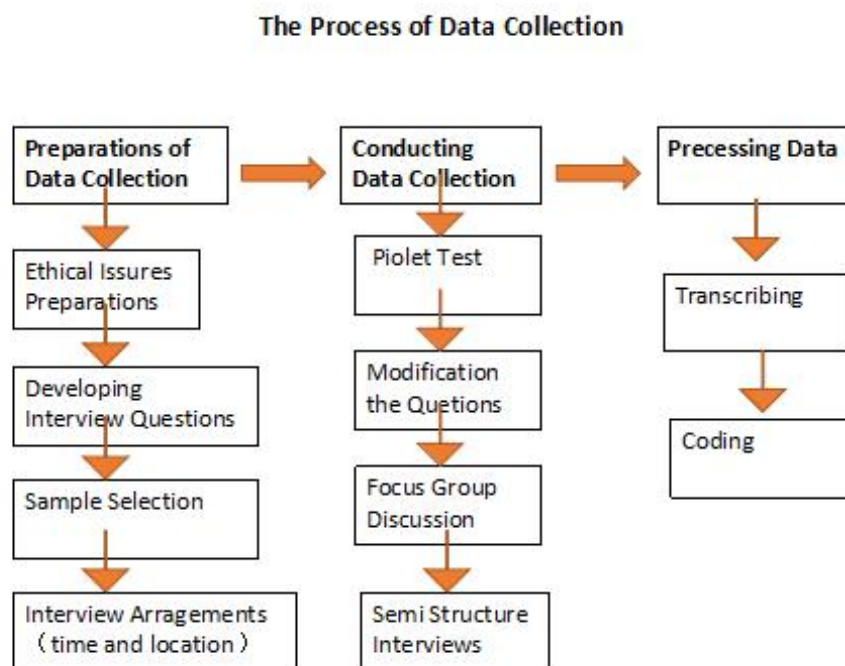 The Process of Data Collection
Preparations of
Data Collection
Ethical Issures
Preparations
Developing
Interview Questions
Sample Selection
Interview Arragements
（time and location）
Conducting
Data Collection
Piolet Test
Modification
the Quetions
Focus Group
Discussion
Semi Structure
Interviews
Precessing Data
Transcribing
Coding